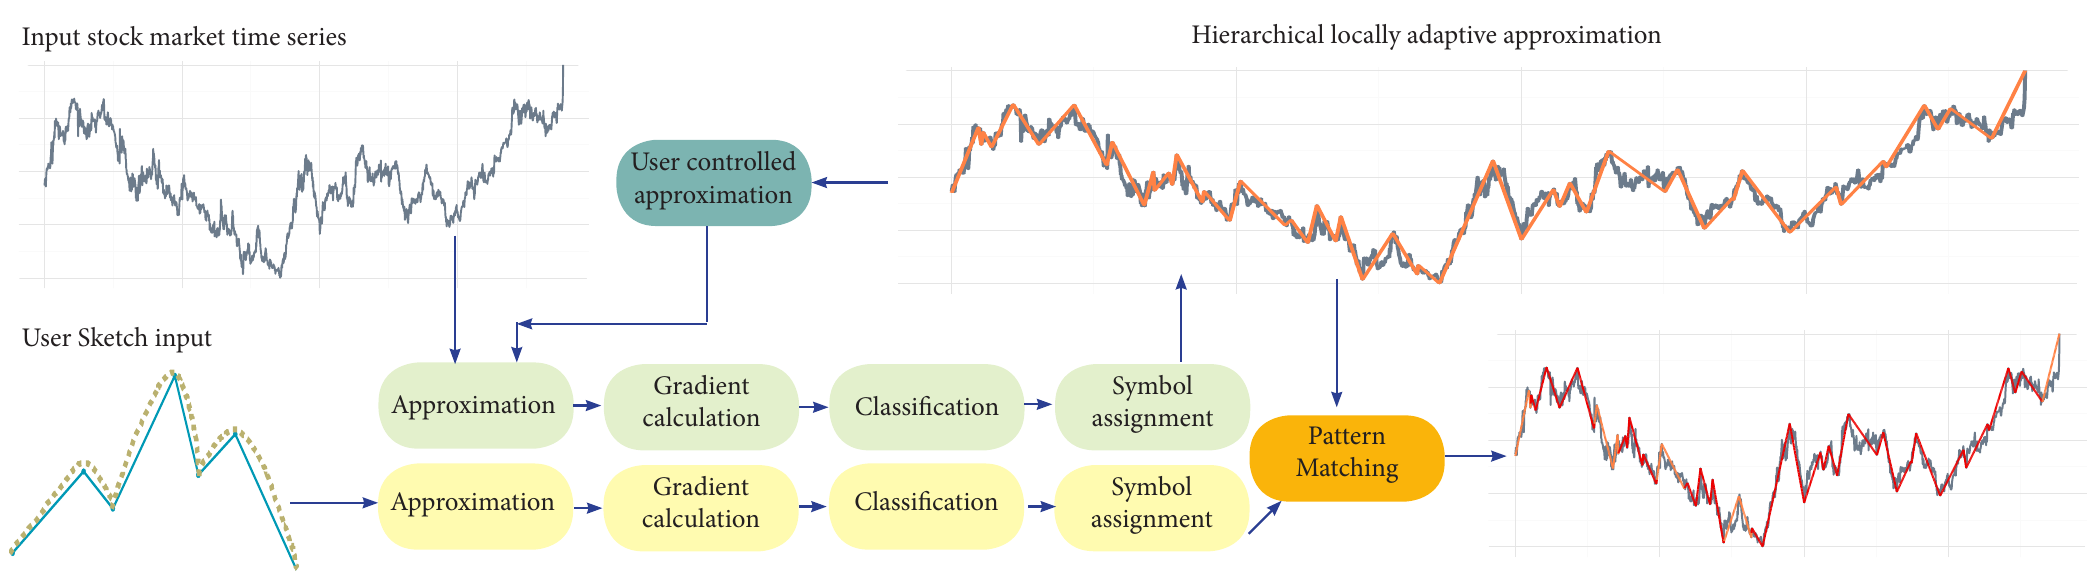 Input stock market time series
Hierarchical locally adaptive approximation
User controlled
approximation
User Sketch input
Approximation
Gradient
calculation
Classification
Symbol
assignment
Pattern
Matching
Approximation
Gradient
calculation
Classification
Symbol
assignment